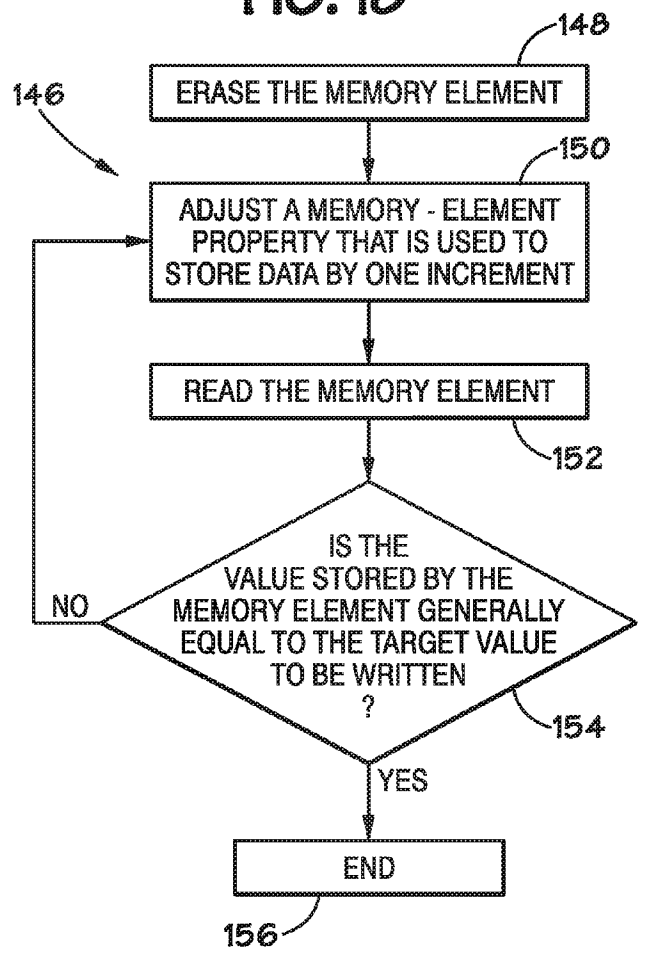 148
146
ERASE THE MEMORY ELEMENT
150
ADJUST A MEMORY - ELEMENT
PROPERTY THAT IS USED TO
STORE DATA BY ONE INCREMENT
READ THE MEMORY ELEMENT
152
IS THE
VALUE STORED BY THE
MEMORY ELEMENT GENERALLY
EQUAL TO THE TARGET VALUE
TO BE WRITTEN
?
NO
154
YES
END
156